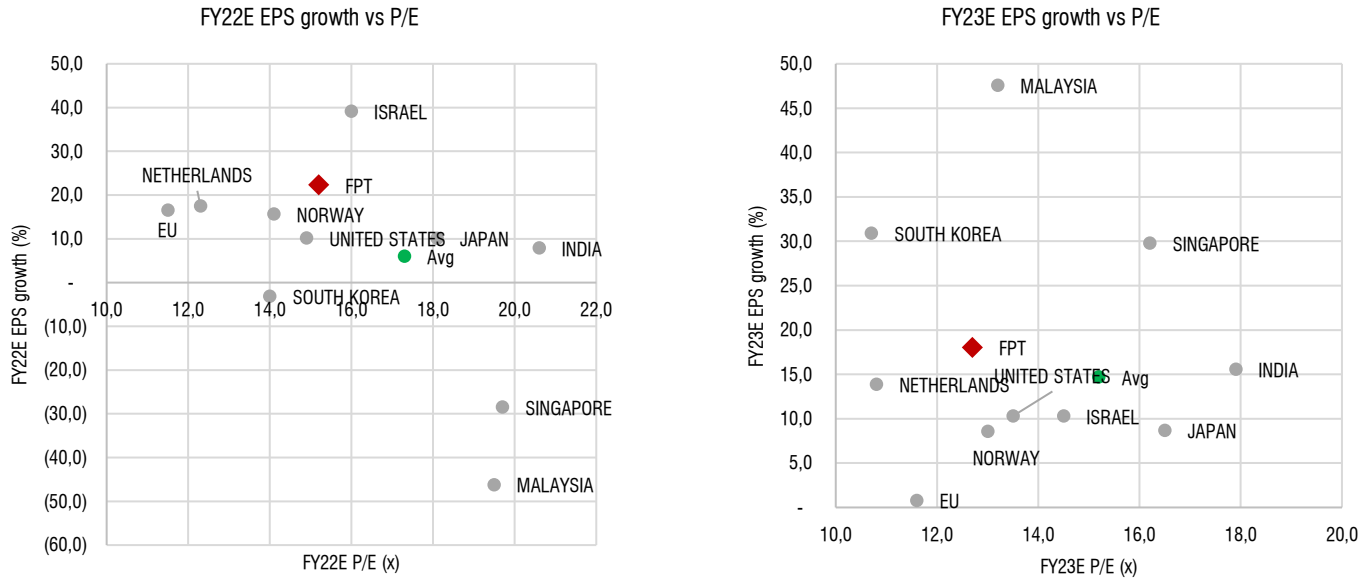 FY22E EPS growth vs P/E
50,0
40,0
30,0
20,0
10,0
-
(10,0)
(20,0)
(30,0)
(40,0)
(50,0)
(60,0)
FY22E EPS growth (%)
ISRAEL
NETHERLANDS
FPT
EU
NORWAY
UNITED STATES
JAPAN
INDIA
Avg
SOUTH KOREA
SINGAPORE
MALAYSIA
10,0
12,0
14,0
16,0
18,0
20,0
22,0
FY22E P/E (x)
FY23E EPS growth vs P/E
50,0
45,0
40,0
35,0
30,0
25,0
20,0
15,0
10,0
5,0
-
FY23E EPS growth (%)
MALAYSIA
SOUTH KOREA
SINGAPORE
FPT
NETHERLANDS
UNITED STATES
Avg
INDIA
ISRAEL
JAPAN
NORWAY
EU
10,0
12,0
14,0
16,0
18,0
20,0
FY23E P/E (x)